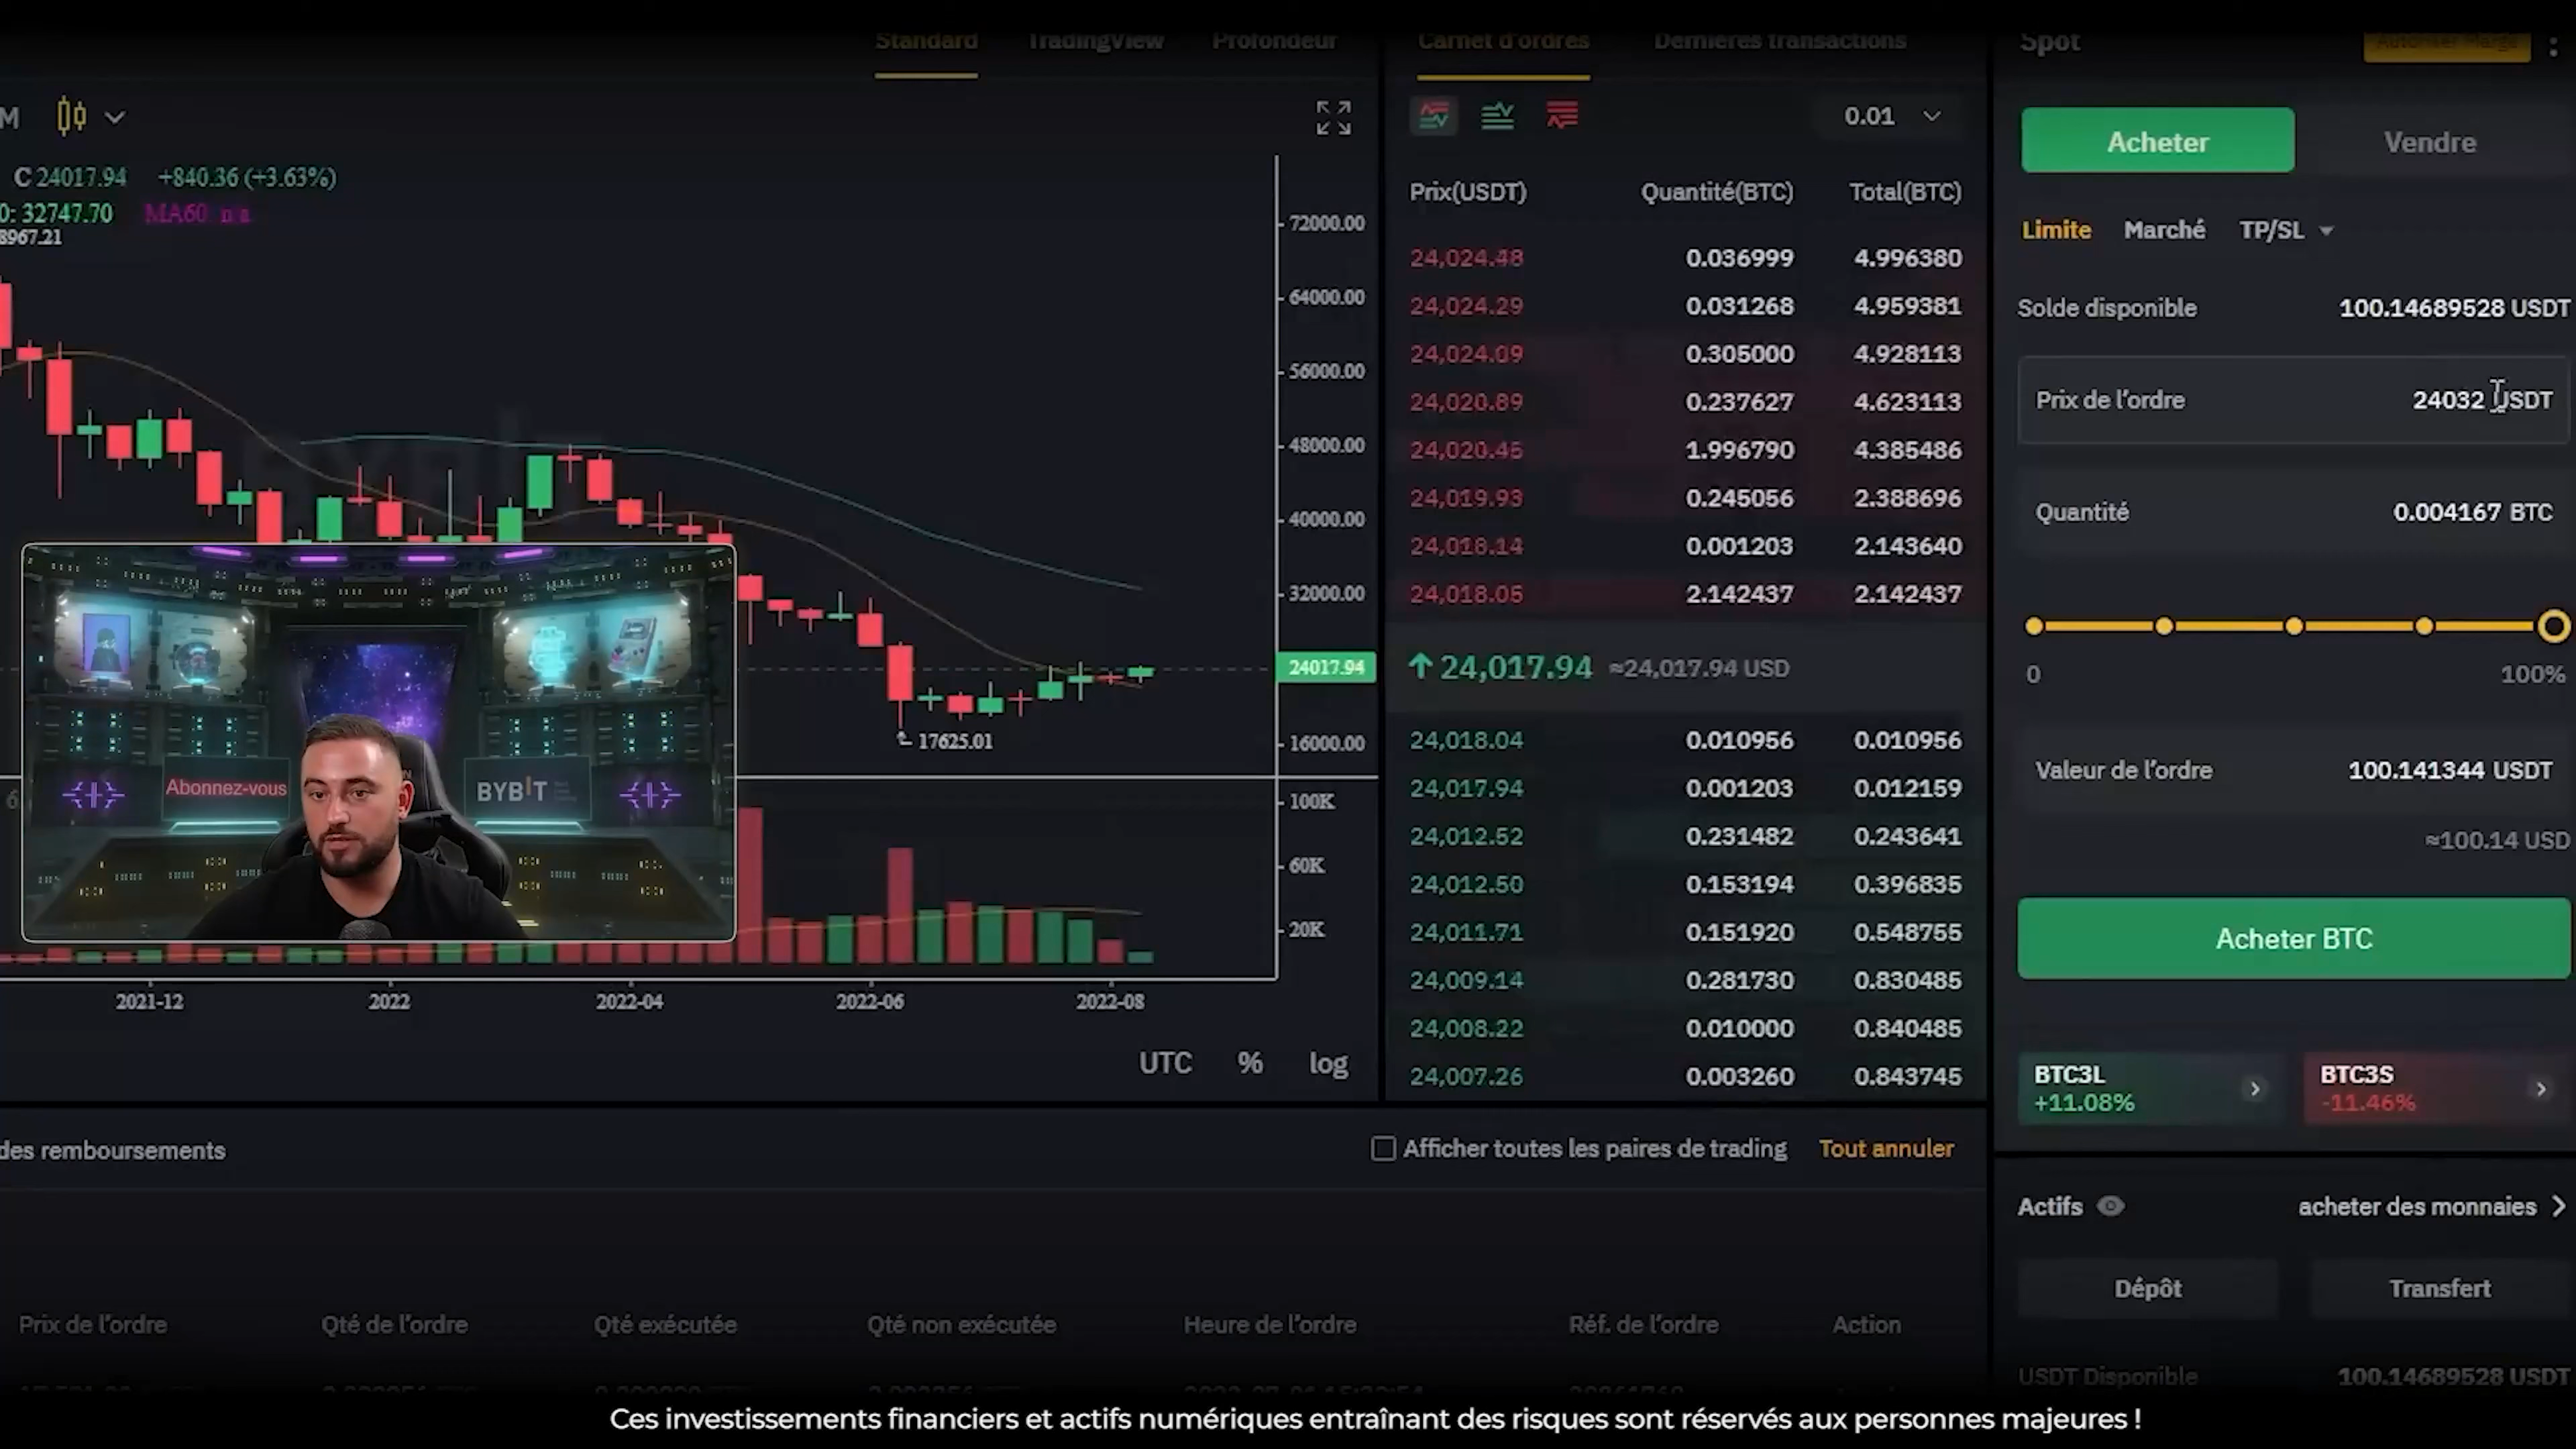 Standard TradingView Profondeur
M
C 24017.94 +840.36 (+3.63%)
0: 32747.70 MA60 n a
8967.21
72000.00
64000.00
56000.00
48000.00
40000.00
32000.00
24017.94
17625.01
16000.00
100K
60K
20K
6
Abonnez-vous
BYBIT
2021-12 2022 2022-04 2022-06 2022-08
UTC % log
Carnet d'ordres Dernières transactions
0.01
Prix(USDT) Quantité(BTC) Total(BTC)
24,024.48 0.036999 4.996380
24,024.29 0.031268 4.959381
24,024.09 0.305000 4.928113
24,020.89 0.237627 4.623113
24,020.45 1.996790 4.385486
24,019.93 0.245056 2.388696
24,018.14 0.001203 2.143640
24,018.05 2.142437 2.142437
↑24,017.94 ≈24,017.94 USD
24,018.04 0.010956 0.010956
24,017.94 0.001203 0.012159
24,012.52 0.231482 0.243641
24,012.50 0.153194 0.396835
24,011.71 0.151920 0.548755
24,009.14 0.281730 0.830485
24,008.22 0.010000 0.840485
24,007.26 0.003260 0.843745
Spot
Acheter Vendre
Limite Marché TP/SL
Solde disponible 100.14689528 USDT
Prix de l'ordre 24032 USDT
Quantité 0.004167 BTC
0 100%
Valeur de l'ordre 100.141344 USDT
≈100.14 USD
Acheter BTC
BTC3L BTC3S
+11.08% -11.46%
des remboursements Afficher toutes les paires de trading Tout annuler
Actifs acheter des monnaies
Dépôt Transfert
Prix de l'ordre Qté de l'ordre Qté exécutée Qté non exécutée Heure de l'ordre Réf. de l'ordre Action
USDT Disponible 100.14689528 USDT
Ces investissements financiers et actifs numériques entraînant des risques sont réservés aux personnes majeures !